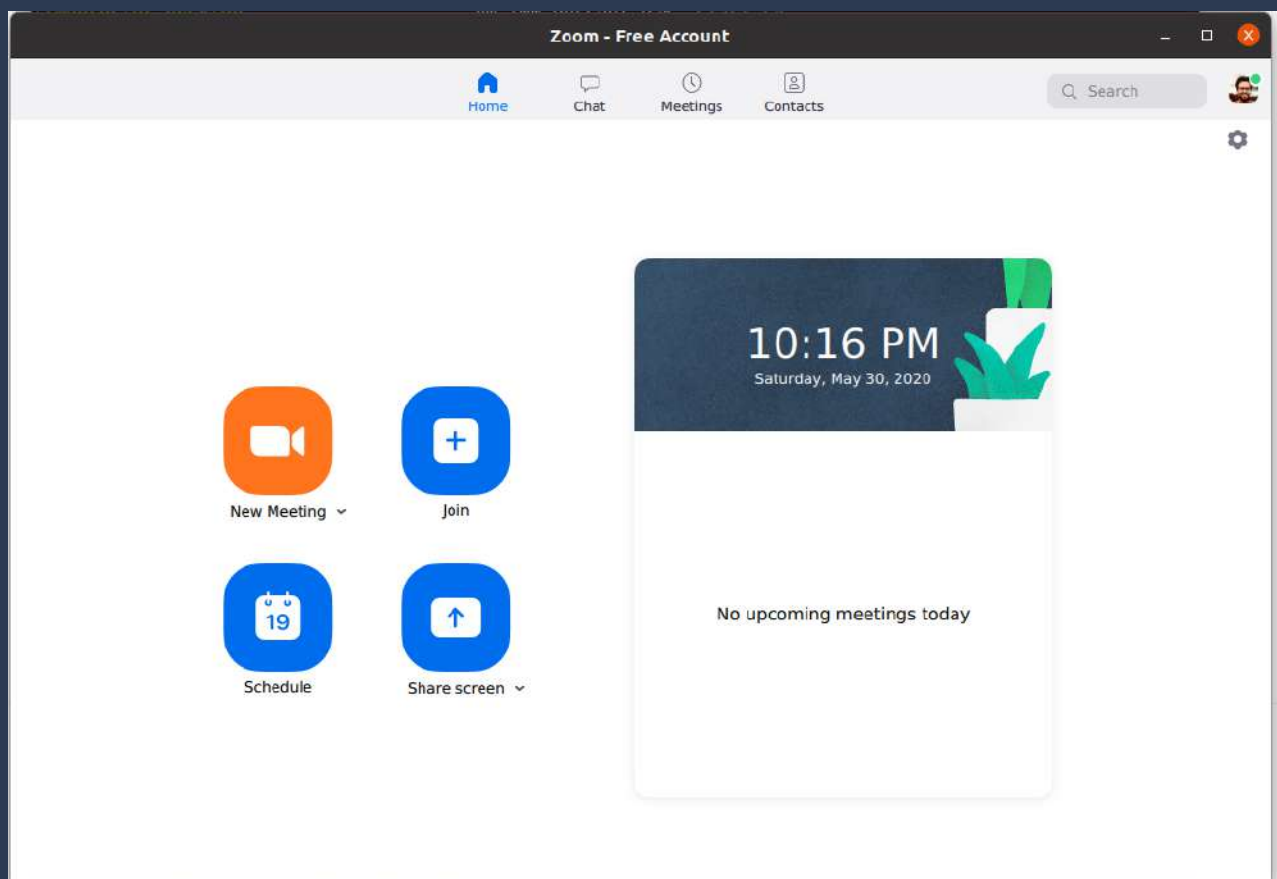 Zoom - Free Account
Home
Chat
Meetings
Contacts
Search
10:16 PM
Saturday, May 30, 2020
New Meeting
Join
19
Schedule
Share screen
No upcoming meetings today